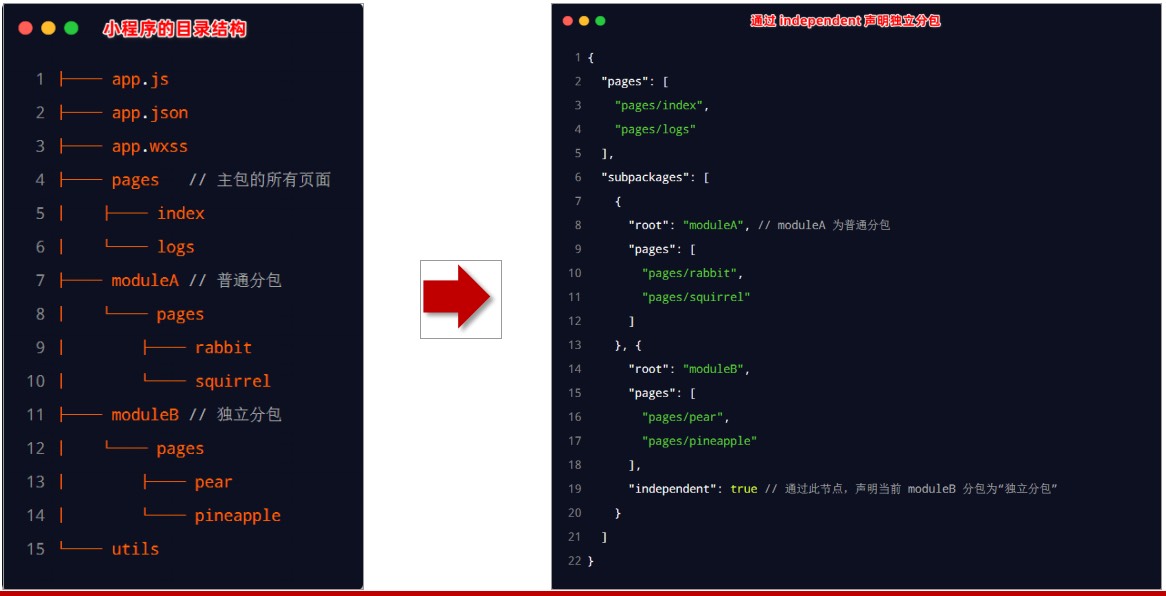 小程序的目录结构
1 ├── app.js
2 ├── app.json
3 ├── app.wxss
4 ├── pages // 主包的所有页面
5 │   ├── index
6 │   └── logs
7 ├── moduleA // 普通分包
8 │   └── pages
9 │       ├── rabbit
10 │       └── squirrel
11 ├── moduleB // 独立分包
12 │   └── pages
13 │       ├── pear
14 │       └── pineapple
15 └── utils
通过 independent 声明独立分包
1 {
2   "pages": [
3     "pages/index",
4     "pages/logs"
5   ],
6   "subpackages": [
7     {
8       "root": "moduleA", // moduleA 为普通分包
9       "pages": [
10         "pages/rabbit",
11         "pages/squirrel"
12       ]
13     }, {
14       "root": "moduleB",
15       "pages": [
16         "pages/pear",
17         "pages/pineapple"
18       ],
19       "independent": true // 通过此节点，声明当前 moduleB 分包为“独立分包”
20     }
21   ]
22 }